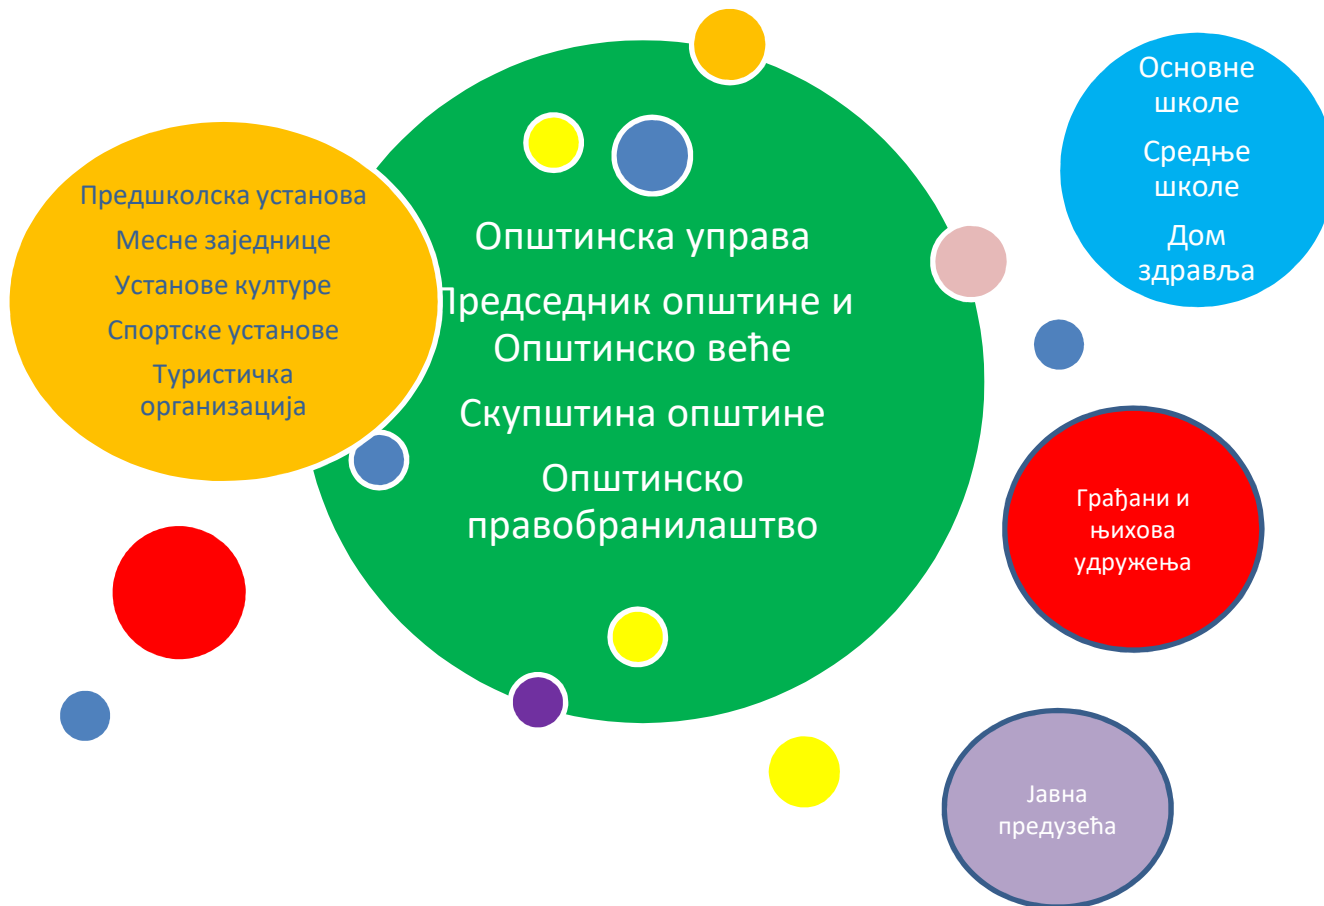 Предшколска установа
Месне заједнице
Установе културе
Спортске установе
Туристичка
организација
Општинска управа
Председник општине и
Општинско веће
Скупштина општине
Општинско
правобранилаштво
Основне
школе
Средње
школе
Дом
здравља
Грађани и
њихова
удружења
Јавна
предузећа